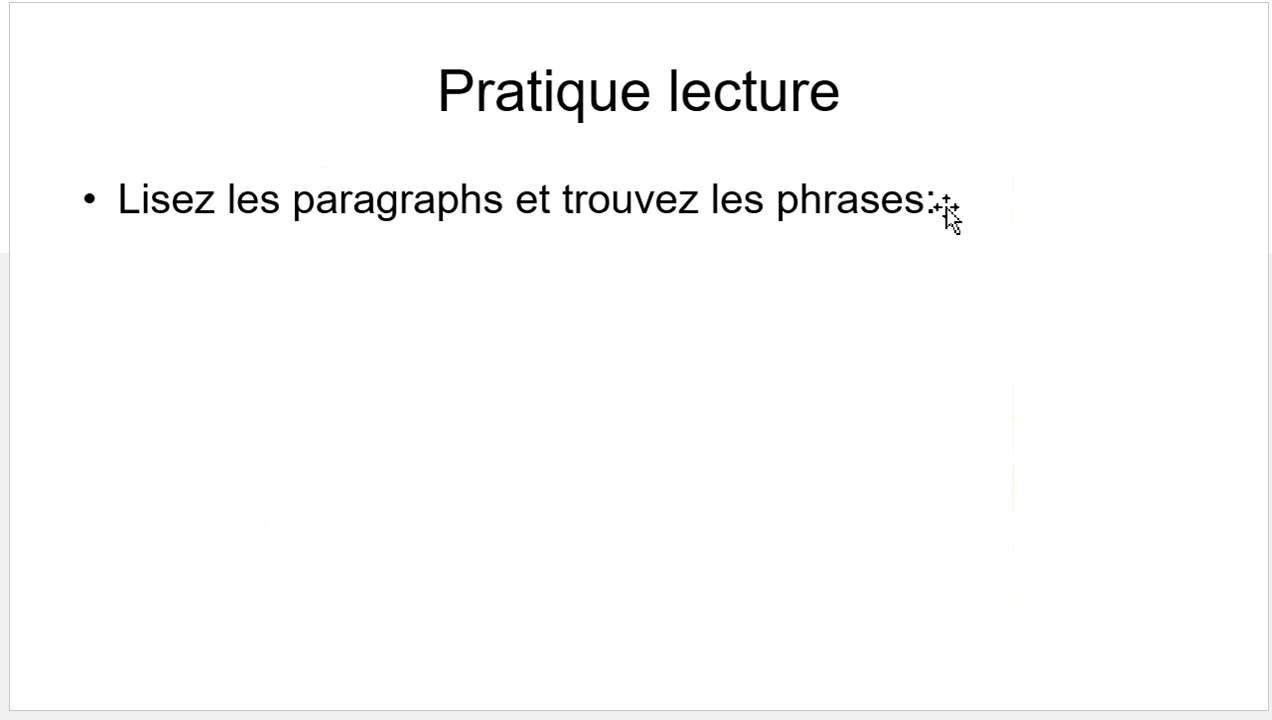 Pratique lecture
• Lisez les paragraphs et trouvez les phrases: